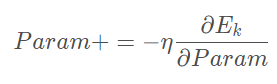 Param+ = −η ∂E_k / ∂Param